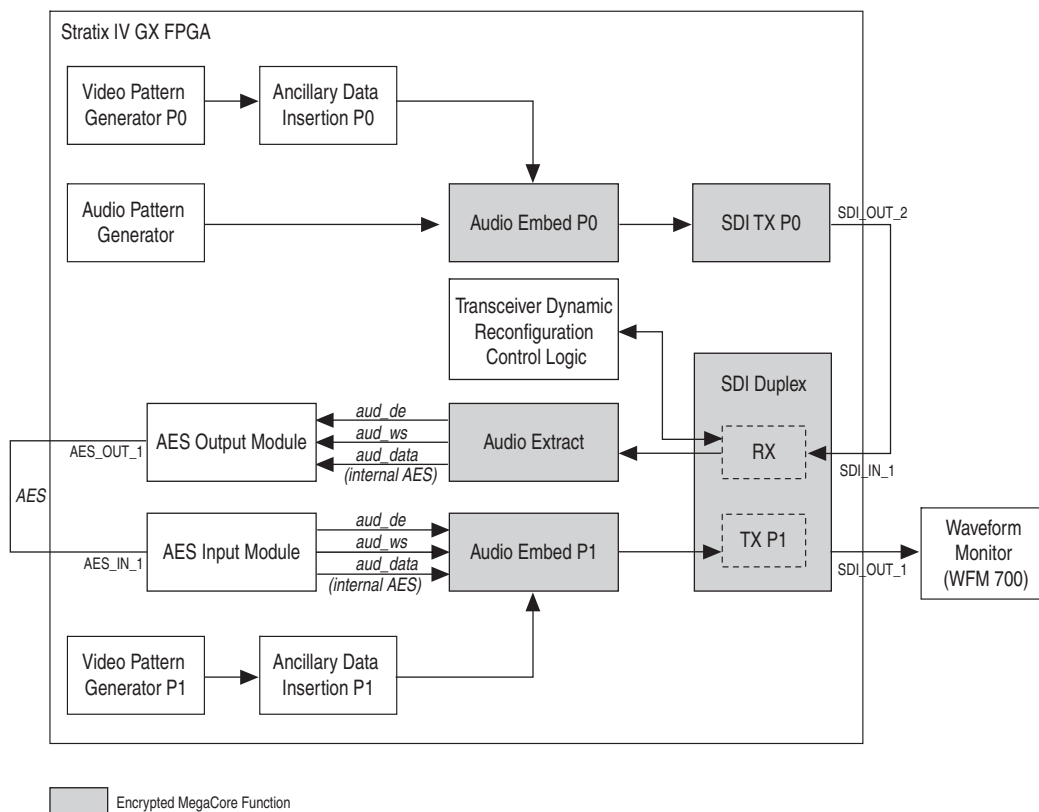 Stratix IV GX FPGA
Video Pattern
Generator P0
Ancillary Data
Insertion P0
Audio Pattern
Generator
Audio Embed P0
SDI TX P0
SDI_OUT_2
Transceiver Dynamic
Reconfiguration
Control Logic
SDI Duplex
RX
SDI_IN_1
AES_OUT_1
AES Output Module
aud_de
aud_ws
aud_data
(internal AES)
Audio Extract
AES
AES_IN_1
AES Input Module
aud_de
aud_ws
aud_data
(internal AES)
Audio Embed P1
TX P1
SDI_OUT_1
Waveform
Monitor
(WFM 700)
Video Pattern
Generator P1
Ancillary Data
Insertion P1
Encrypted MegaCore Function